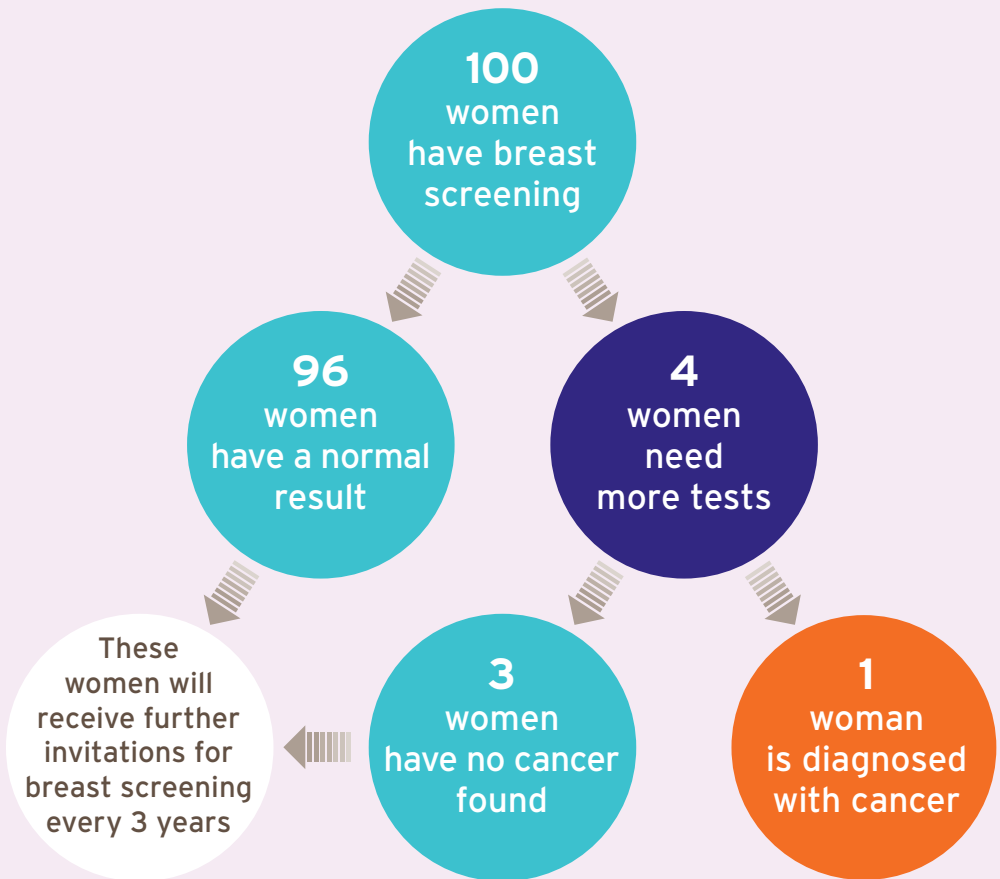 100
women
have breast
screening
96
women
have a normal
result
4
women
need
more tests
These
women will
receive further
invitations for
breast screening
every 3 years
3
women
have no cancer
found
1
woman
is diagnosed
with cancer